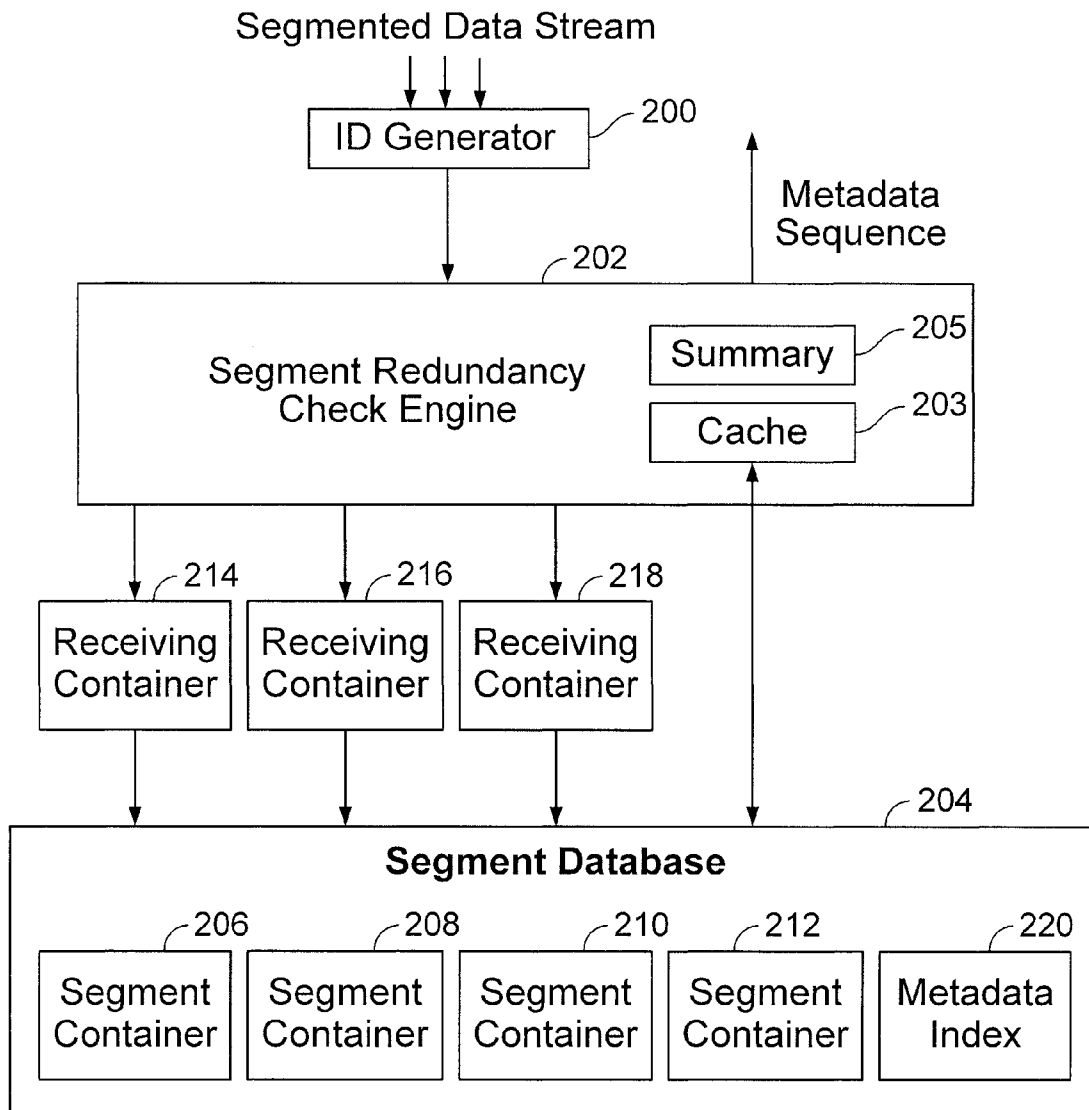 Segmented Data Stream
ID Generator
200
Metadata
Sequence
202
Segment Redundancy
Check Engine
Summary
205
Cache
203
214
Receiving
Container
216
Receiving
Container
218
Receiving
Container
204
Segment Database
206
Segment
Container
208
Segment
Container
210
Segment
Container
212
Segment
Container
220
Metadata
Index